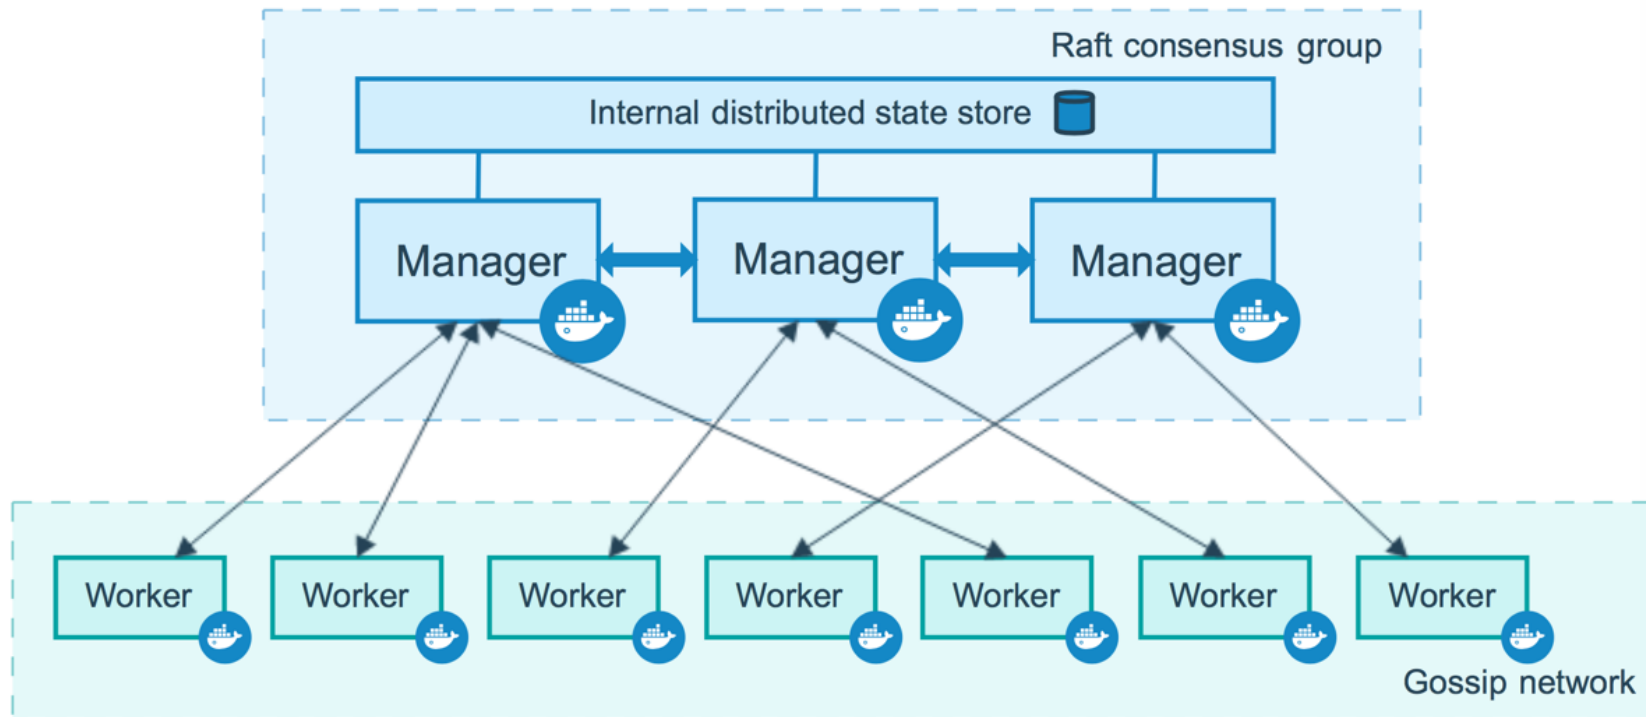 Raft consensus group
Internal distributed state store
Manager
Manager
Manager
Worker
Worker
Worker
Worker
Worker
Worker
Worker
Gossip network